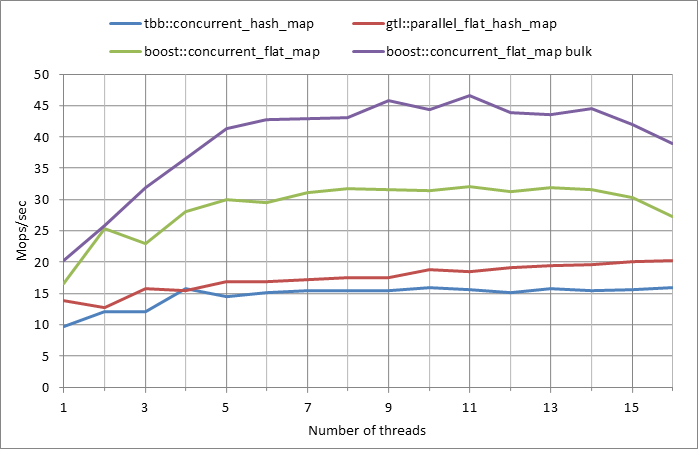 tbb::concurrent_hash_map gtl::parallel_flat_hash_map
boost::concurrent_flat_map boost::concurrent_flat_map bulk
50
45
40
35
30
25
20
15
10
5
0
Mops/sec
1 3 5 7 9 11 13 15
Number of threads